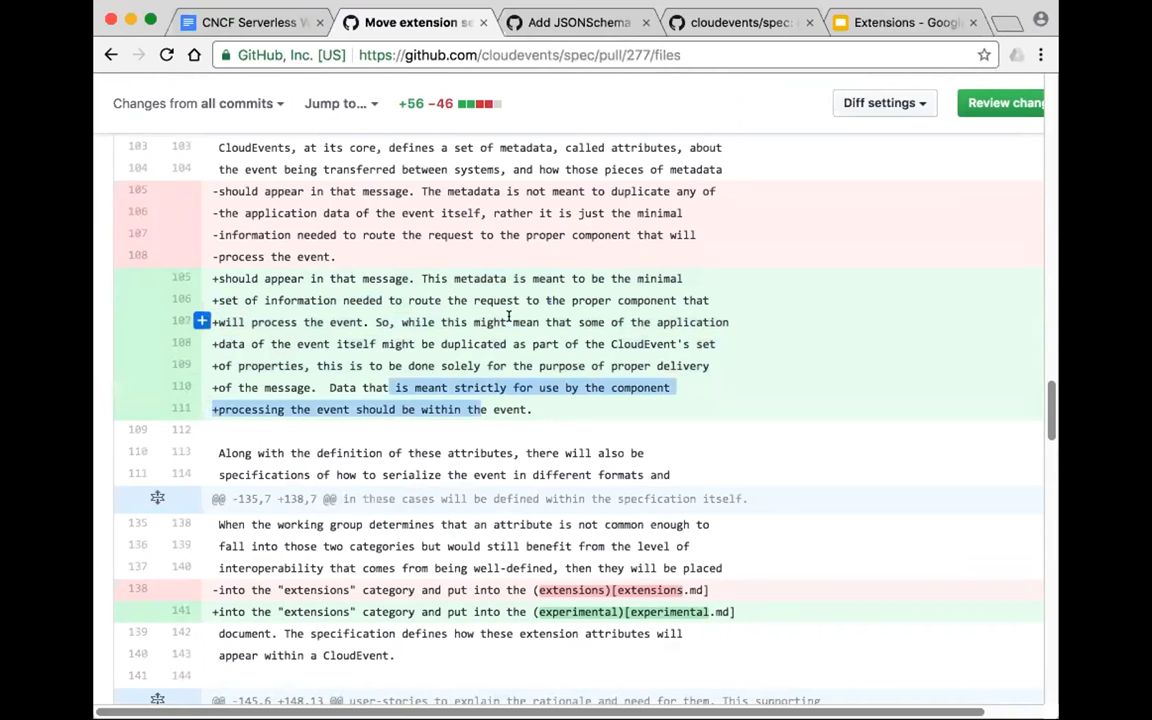 CNCF Serverless W
Move extension se
Add JSONSchema
cloudevents/spec:
Extensions - Goog
GitHub, Inc. [US]
https://github.com/cloudevents/spec/pull/277/files
Changes from all commits
Jump to...
+56 −46
Diff settings
Review chang
103 103 CloudEvents, at its core, defines a set of metadata, called attributes, about
104 104 the event being transferred between systems, and how those pieces of metadata
105 -should appear in that message. The metadata is not meant to duplicate any of
106 -the application data of the event itself, rather it is just the minimal
107 -information needed to route the request to the proper component that will
108 -process the event.
105 +should appear in that message. This metadata is meant to be the minimal
106 +set of information needed to route the request to the proper component that
107 +will process the event. So, while this might mean that some of the application
108 +data of the event itself might be duplicated as part of the CloudEvent's set
109 +of properties, this is to be done solely for the purpose of proper delivery
110 +of the message.  Data that is meant strictly for use by the component
111 +processing the event should be within the event.
109 112
110 113 Along with the definition of these attributes, there will also be
111 114 specifications of how to serialize the event in different formats and
@@ -135,7 +138,7 @@ in these cases will be defined within the specfication itself.
135 138 When the working group determines that an attribute is not common enough to
136 139 fall into those two categories but would still benefit from the level of
137 140 interoperability that comes from being well-defined, then they will be placed
138 -into the "extensions" category and put into the (extensions)[extensions.md]
141 +into the "extensions" category and put into the (experimental)[experimental.md]
139 142 document. The specification defines how these extension attributes will
140 143 appear within a CloudEvent.
141 144
@@ -145,6 +148,13 @@ user-stories to explain the rationale and need for them. This supporting